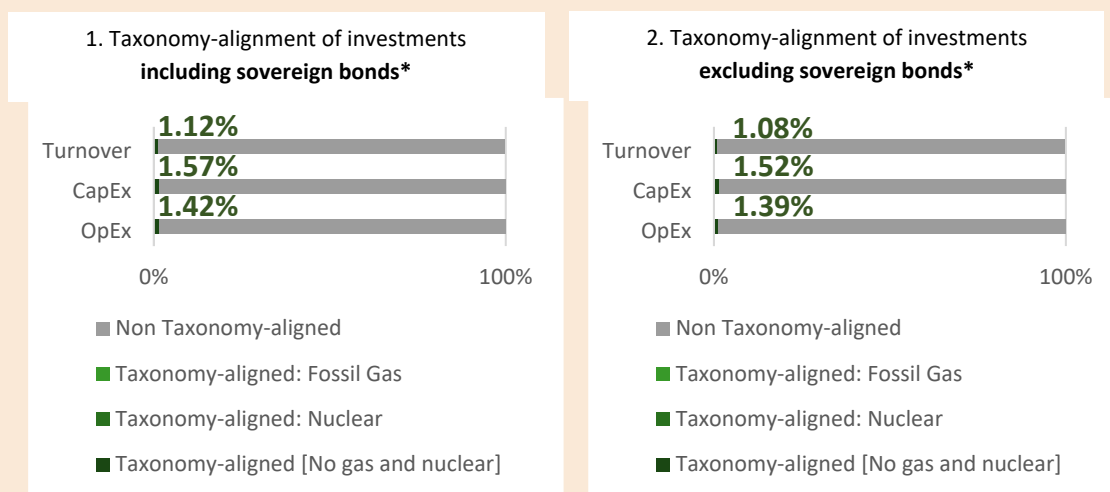 1. Taxonomy-alignment of investments
including sovereign bonds*
1.12%
Turnover
1.57%
CapEx
1.42%
OpEx
0%
100%
Non Taxonomy-aligned
Taxonomy-aligned: Fossil Gas
Taxonomy-aligned: Nuclear
Taxonomy-aligned [No gas and nuclear]
2. Taxonomy-alignment of investments
excluding sovereign bonds*
1.08%
Turnover
1.52%
CapEx
1.39%
OpEx
0%
100%
Non Taxonomy-aligned
Taxonomy-aligned: Fossil Gas
Taxonomy-aligned: Nuclear
Taxonomy-aligned [No gas and nuclear]